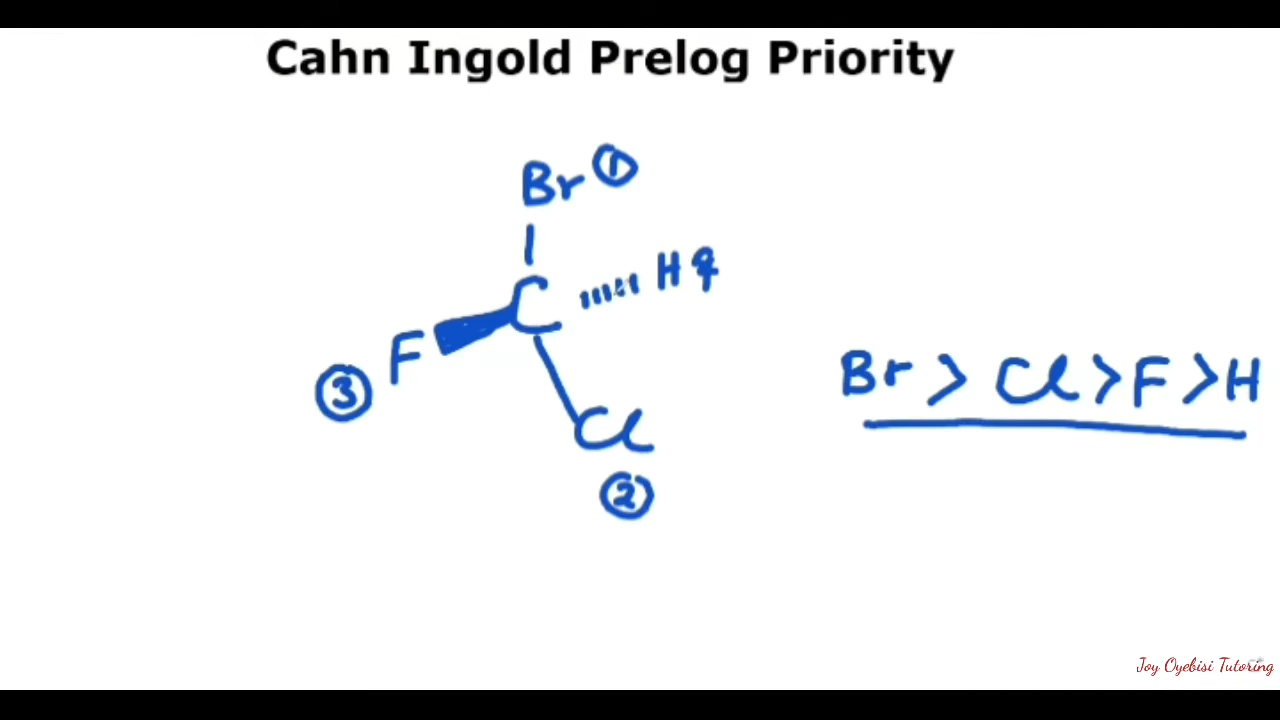 Cahn Ingold Prelog Priority
Br ①
H 4
C
F
③
Br > Cl > F > H
Cl
②
Joy Oyebisi Tutoring